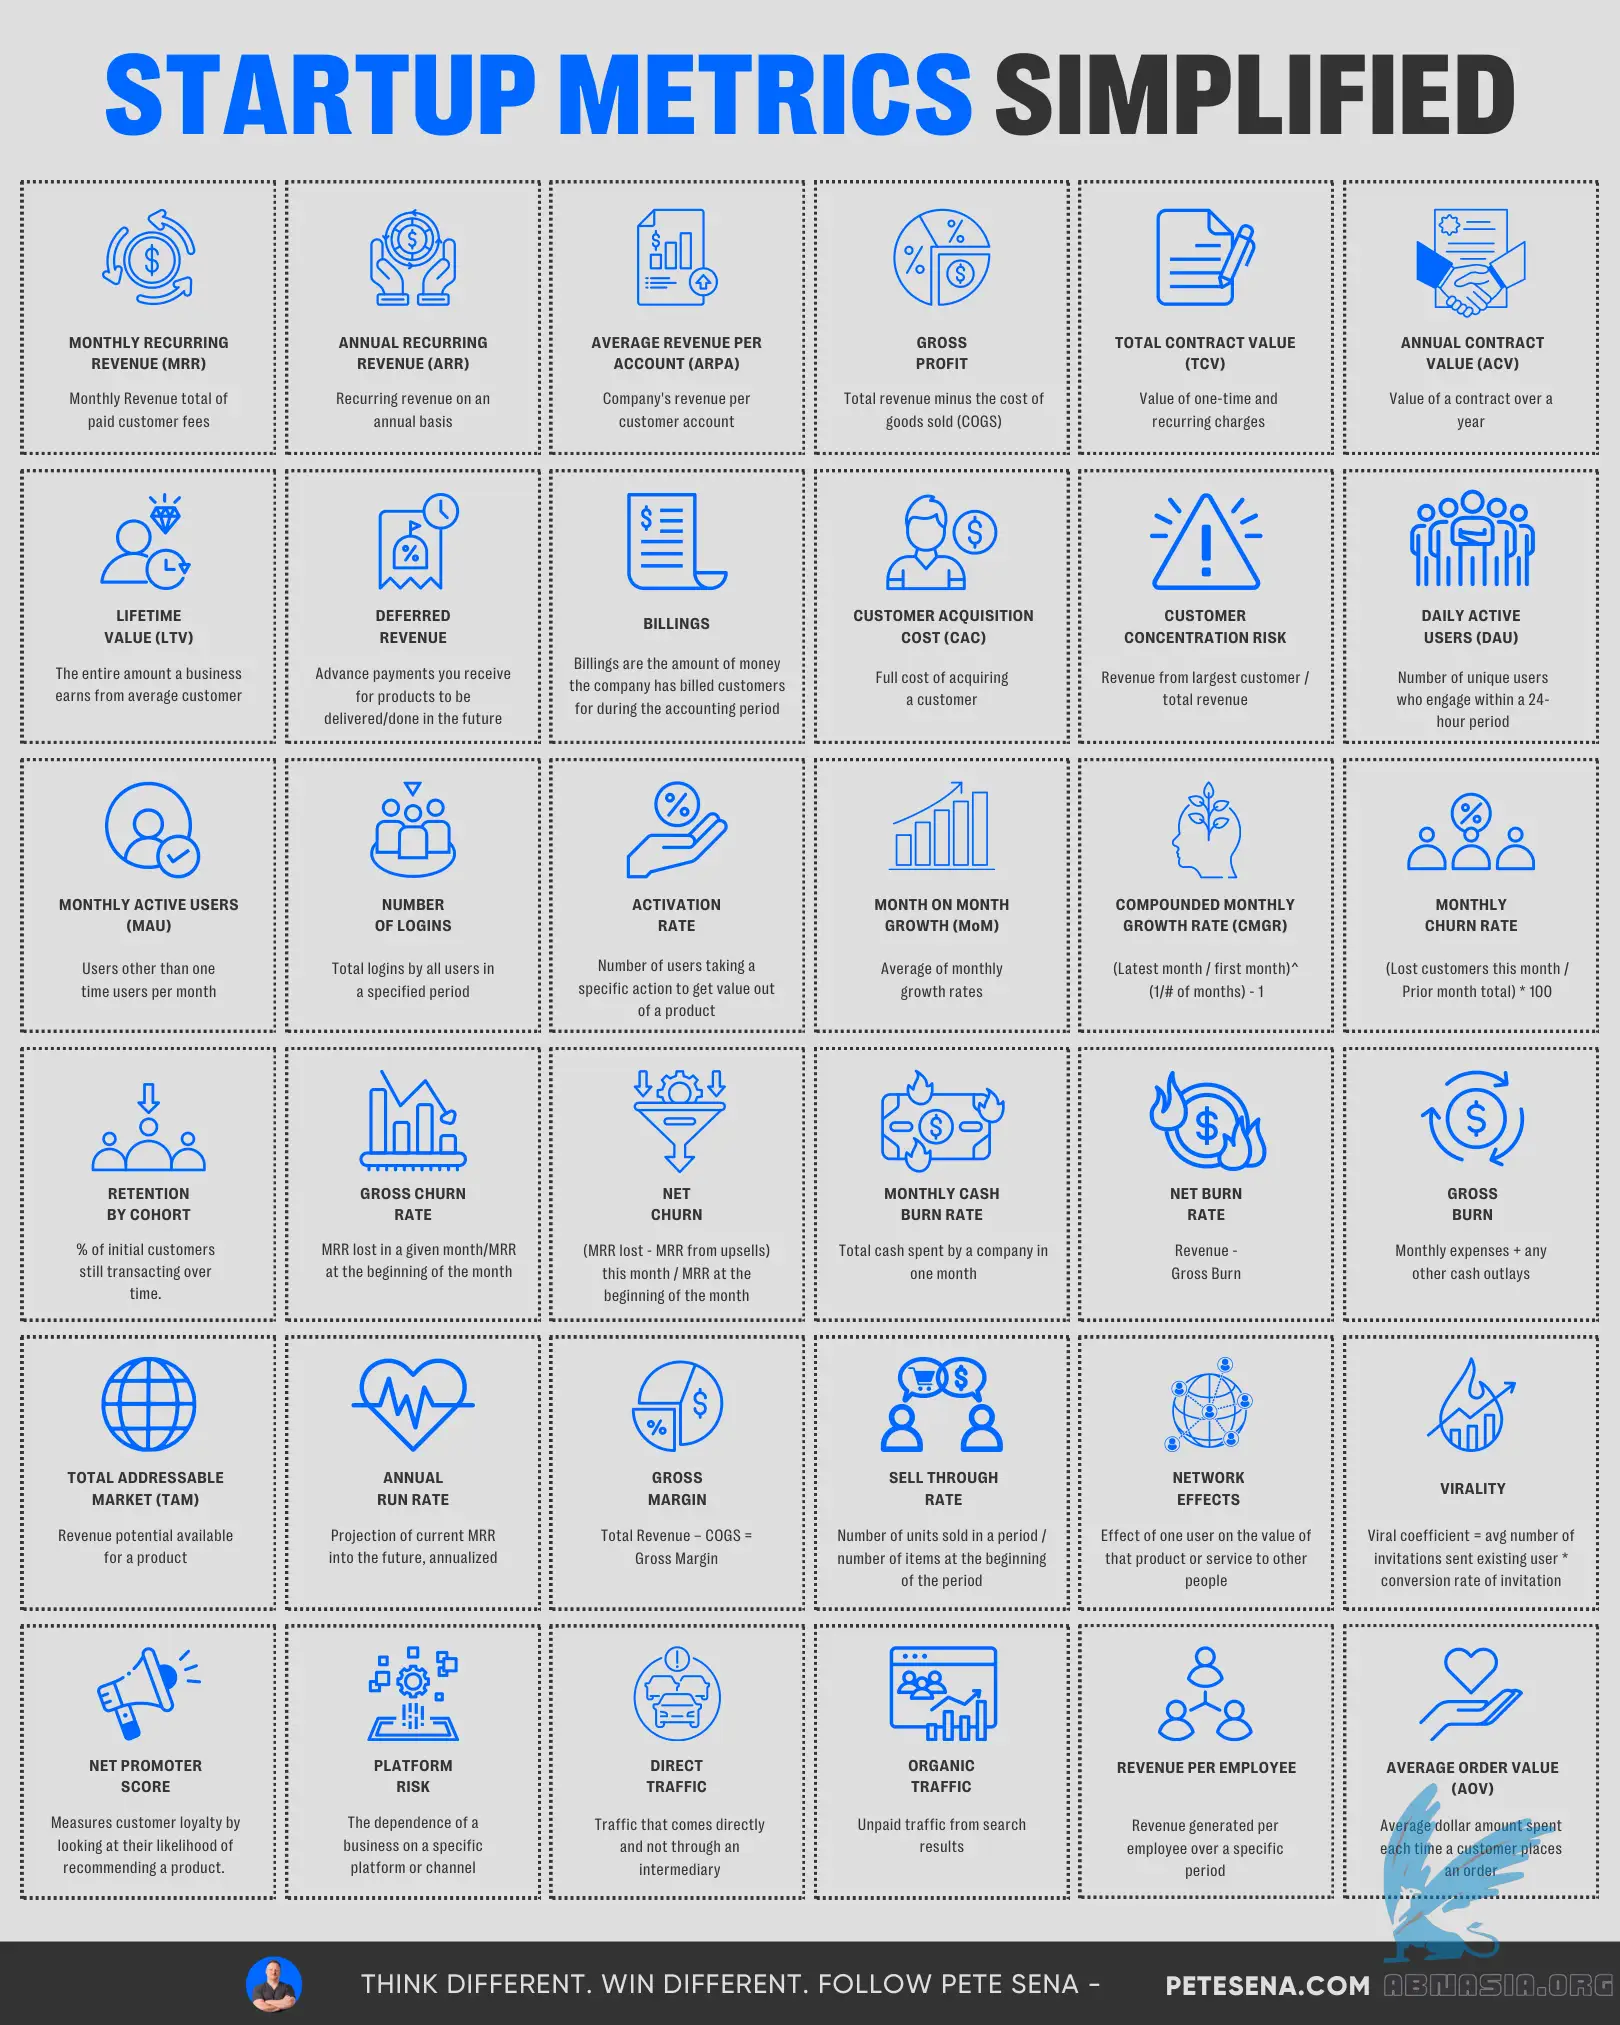 STARTUP METRICS SIMPLIFIED
MONTHLY RECURRING
REVENUE (MRR)
Monthly Revenue total of
paid customer fees
ANNUAL RECURRING
REVENUE (ARR)
Recurring revenue on an
annual basis
AVERAGE REVENUE PER
ACCOUNT (ARPA)
Company's revenue per
customer account
GROSS
PROFIT
Total revenue minus the cost of
goods sold (COGS)
TOTAL CONTRACT VALUE
(TCV)
Value of one-time and
recurring charges
ANNUAL CONTRACT
VALUE (ACV)
Value of a contract over a
year
LIFETIME
VALUE (LTV)
The entire amount a business
earns from average customer
DEFERRED
REVENUE
Advance payments you receive
for products to be
delivered/done in the future
BILLINGS
Billings are the amount of money
the company has billed customers
for during the accounting period
CUSTOMER ACQUISITION
COST (CAC)
Full cost of acquiring
a customer
CUSTOMER
CONCENTRATION RISK
Revenue from largest customer /
total revenue
DAILY ACTIVE
USERS (DAU)
Number of unique users
who engage within a 24-
hour period
MONTHLY ACTIVE USERS
(MAU)
Users other than one
time users per month
NUMBER
OF LOGINS
Total logins by all users in
a specified period
ACTIVATION
RATE
Number of users taking a
specific action to get value out
of a product
MONTH ON MONTH
GROWTH (MoM)
Average of monthly
growth rates
COMPOUNDED MONTHLY
GROWTH RATE (CMGR)
(Latest month / first month)^
(1/# of months) - 1
MONTHLY
CHURN RATE
(Lost customers this month /
Prior month total) * 100
RETENTION
BY COHORT
% of initial customers
still transacting over
time.
GROSS CHURN
RATE
MRR lost in a given month/MRR
at the beginning of the month
NET
CHURN
(MRR lost - MRR from upsells)
this month / MRR at the
beginning of the month
MONTHLY CASH
BURN RATE
Total cash spent by a company in
one month
NET BURN
RATE
Revenue -
Gross Burn
GROSS
BURN
Monthly expenses + any
other cash outlays
TOTAL ADDRESSABLE
MARKET (TAM)
Revenue potential available
for a product
ANNUAL
RUN RATE
Projection of current MRR
into the future, annualized
GROSS
MARGIN
Total Revenue – COGS =
Gross Margin
SELL THROUGH
RATE
Number of units sold in a period /
number of items at the beginning
of the period
NETWORK
EFFECTS
Effect of one user on the value of
that product or service to other
people
VIRALITY
Viral coefficient = avg number of
invitations sent existing user *
conversion rate of invitation
NET PROMOTER
SCORE
Measures customer loyalty by
looking at their likelihood of
recommending a product.
PLATFORM
RISK
The dependence of a
business on a specific
platform or channel
DIRECT
TRAFFIC
Traffic that comes directly
and not through an
intermediary
ORGANIC
TRAFFIC
Unpaid traffic from search
results
REVENUE PER EMPLOYEE
Revenue generated per
employee over a specific
period
AVERAGE ORDER VALUE
(AOV)
Average dollar amount spent
each time a customer places
an order
THINK DIFFERENT. WIN DIFFERENT. FOLLOW PETE SENA - PETESENA.COM
ABNASIA.ORG